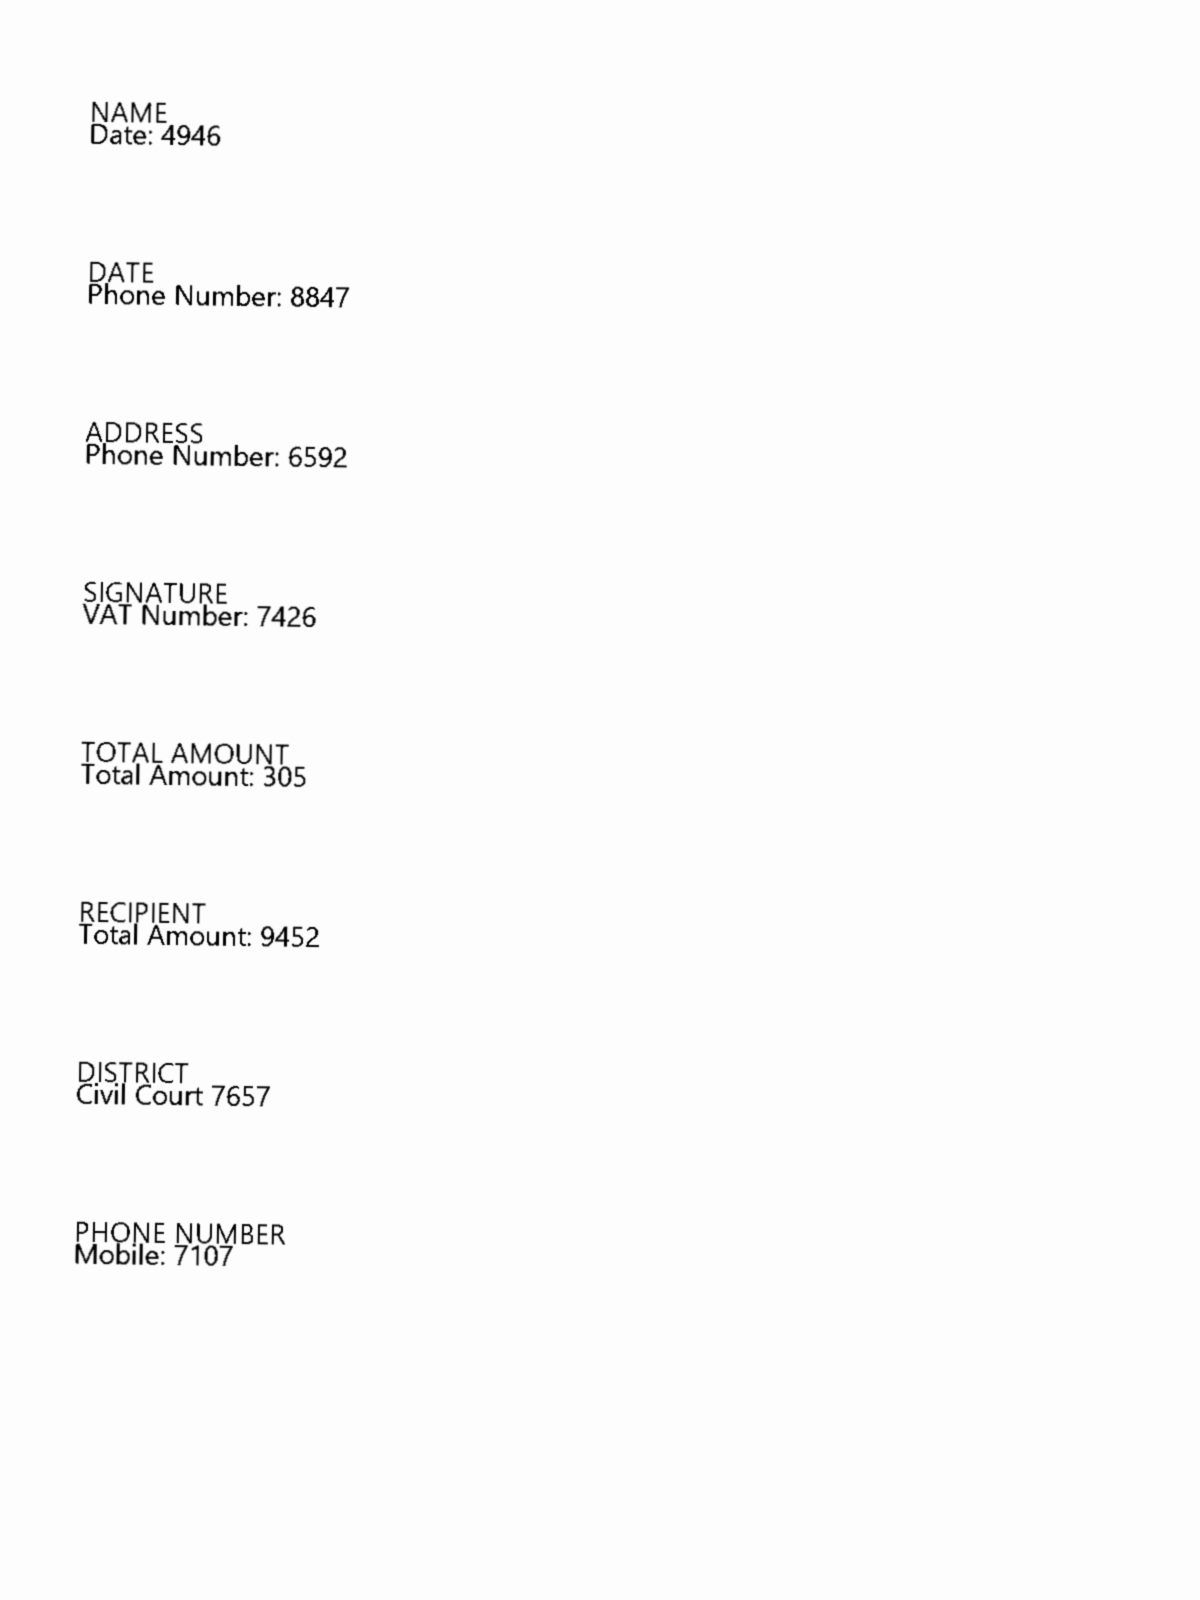 NAME
Date: 4946
DATE
Phone Number: 8847
ADDRESS
Phone Number: 6592
SIGNATURE
VAT Number: 7426
TOTAL AMOUNT
Total Amount: 305
RECIPIENT
Total Amount: 9452
DISTRICT
Civil Court 7657
PHONE NUMBER
Mobile: 7107